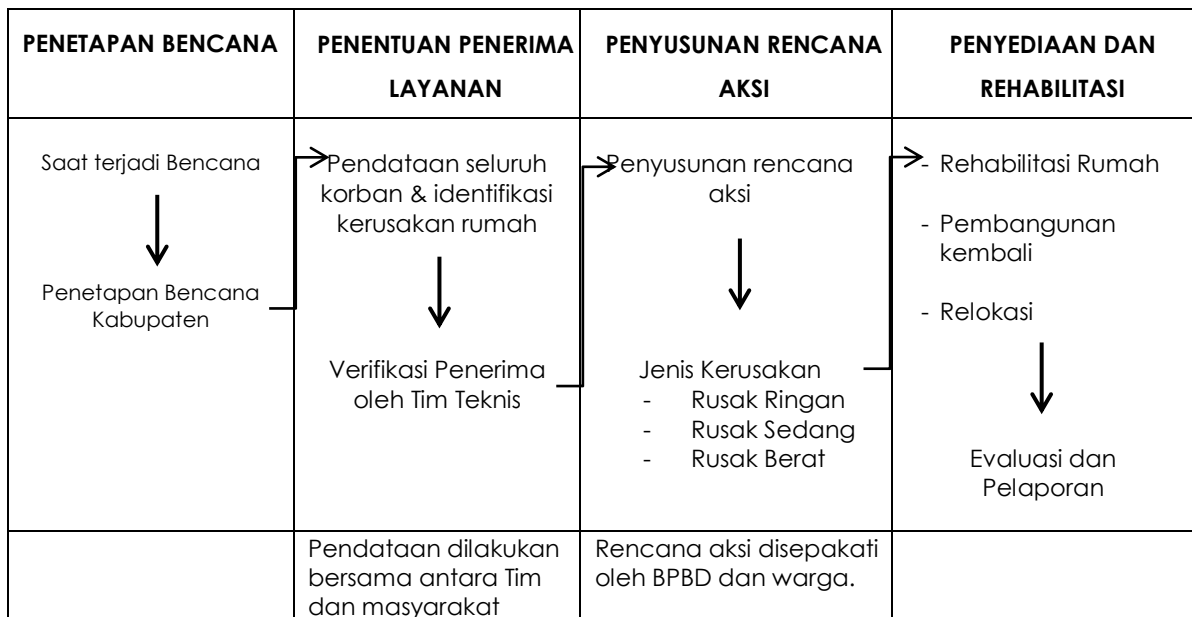 PENETAPAN BENCANA
PENENTUAN PENERIMA
LAYANAN
PENYUSUNAN RENCANA
AKSI
PENYEDIAAN DAN
REHABILITASI
Saat terjadi Bencana
Penetapan Bencana
Kabupaten
Pendataan seluruh
korban & identifikasi
kerusakan rumah
Verifikasi Penerima
oleh Tim Teknis
Penyusunan rencana
aksi
Jenis Kerusakan
- Rusak Ringan
- Rusak Sedang
- Rusak Berat
- Rehabilitasi Rumah
- Pembangunan
kembali
- Relokasi
Evaluasi dan
Pelaporan
Pendataan dilakukan
bersama antara Tim
dan masyarakat
Rencana aksi disepakati
oleh BPBD dan warga.